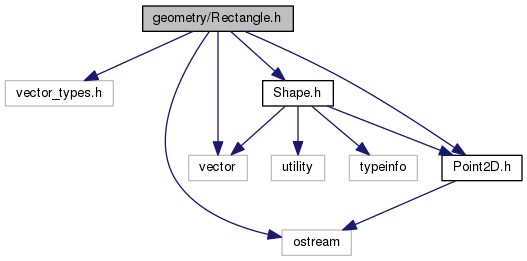 geometry/Rectangle.h
vector_types.h
Shape.h
vector
utility
typeinfo
Point2D.h
ostream